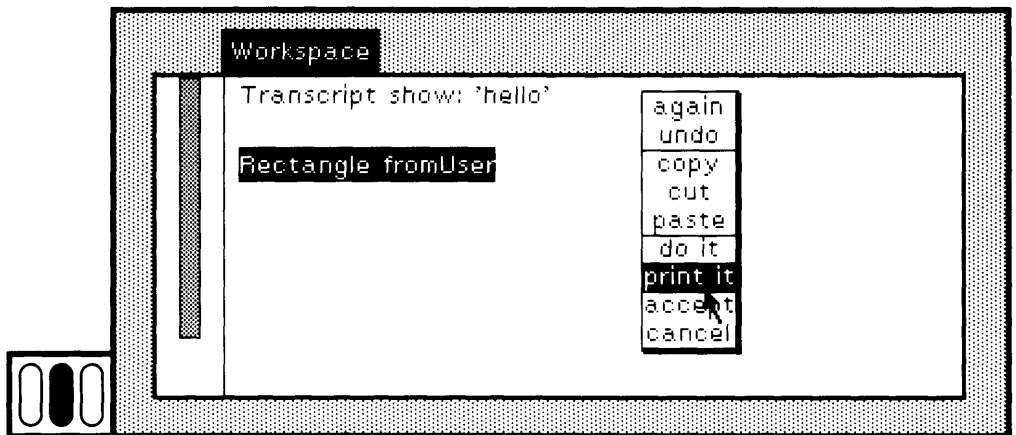 Workspace
Transcript show: 'hello'
Rectangle fromUser
again
undo
copy
cut
paste
do it
print it
accept
cancel